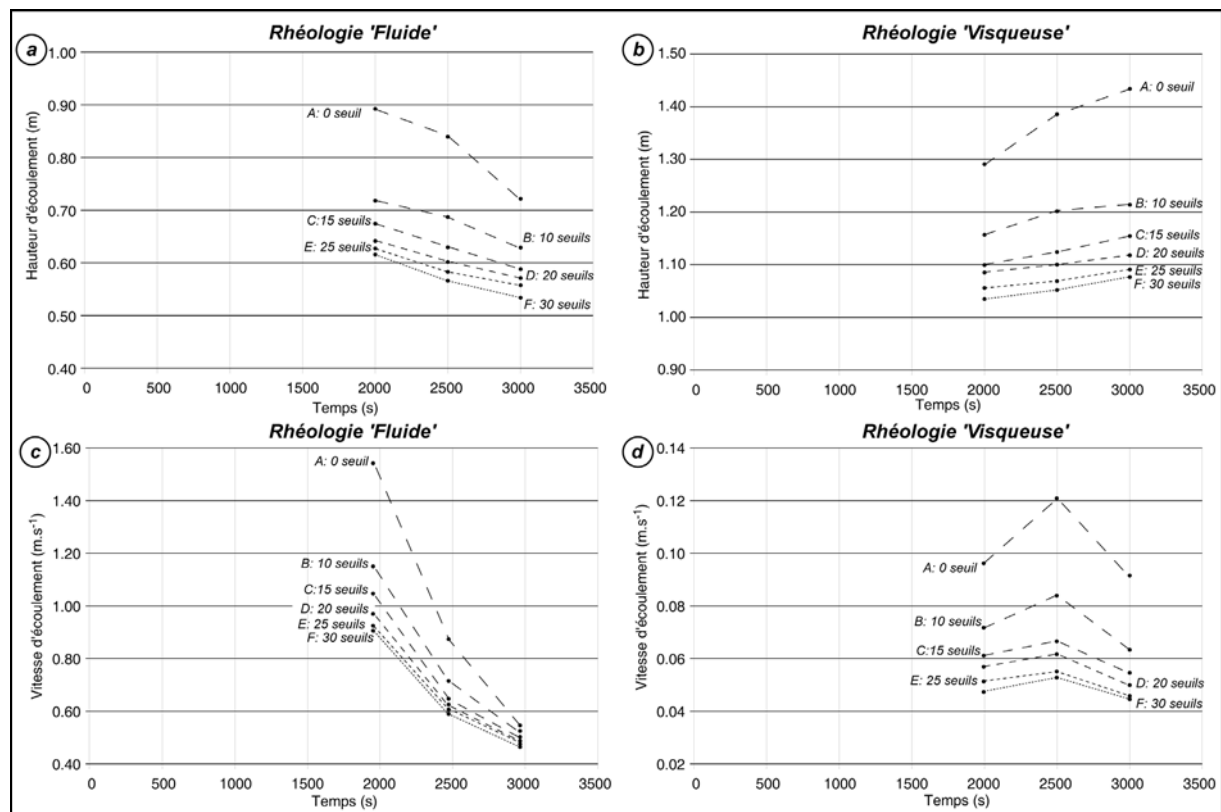 a
Rhéologie 'Fluide'
Hauteur d'écoulement (m)
1.00
0.90
0.80
0.70
0.60
0.50
0.40
A: 0 seuil
C:15 seuils
E: 25 seuils
B: 10 seuils
D: 20 seuils
F: 30 seuils
0 500 1000 1500 2000 2500 3000 3500
Temps (s)
b
Rhéologie 'Visqueuse'
Hauteur d'écoulement (m)
1.50
1.40
1.30
1.20
1.10
1.00
0.90
A: 0 seuil
B: 10 seuils
C:15 seuils
D: 20 seuils
E: 25 seuils
F: 30 seuils
0 500 1000 1500 2000 2500 3000 3500
Temps (s)
c
Rhéologie 'Fluide'
Vitesse d'écoulement (m.s⁻¹)
1.60
1.40
1.20
1.00
0.80
0.60
0.40
A: 0 seuil
B: 10 seuils
C:15 seuils
D: 20 seuils
E: 25 seuils
F: 30 seuils
0 500 1000 1500 2000 2500 3000 3500
Temps (s)
d
Rhéologie 'Visqueuse'
Vitesse d'écoulement (m.s⁻¹)
0.14
0.12
0.10
0.08
0.06
0.04
0.02
A: 0 seuil
B: 10 seuils
C:15 seuils
E: 25 seuils
D: 20 seuils
F: 30 seuils
0 500 1000 1500 2000 2500 3000 3500
Temps (s)